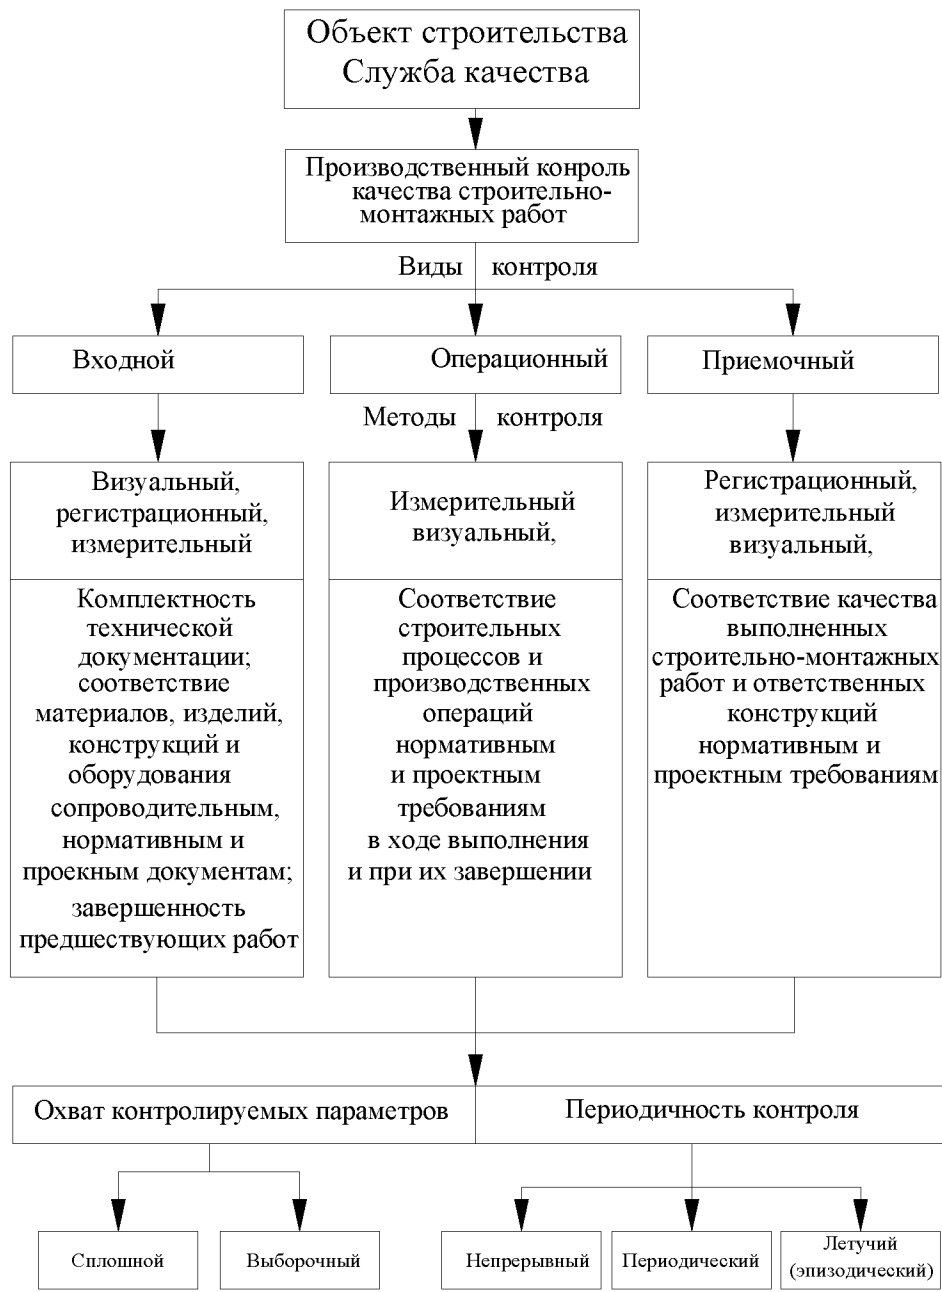 Объект строительства
Служба качества
Производственный конроль
качества строительно-
монтажных работ
Виды контроля
Входной
Операционный
Приемочный
Методы контроля
Визуальный,
регистрационный,
измерительный
Измерительный
визуальный,
Регистрационный,
измерительный
визуальный,
Комплектность
технической
документации;
соответствие
материалов, изделий,
конструкций и
оборудования
сопроводительным,
нормативным и
проекным документам;
завершенность
предшествующих работ
Соответствие
строительных
процессов и
производственных
операций
нормативным
и проектным
требованиям
в ходе выполнения
и при их завершении
Соответствие качества
выполненных
строительно-монтажных
работ и ответственных
конструкций
нормативным и
проектным требованиям
Охват контролируемых параметров
Периодичность контроля
Сплошной
Выборочный
Непрерывный
Периодический
Летучий
(эпизодический)